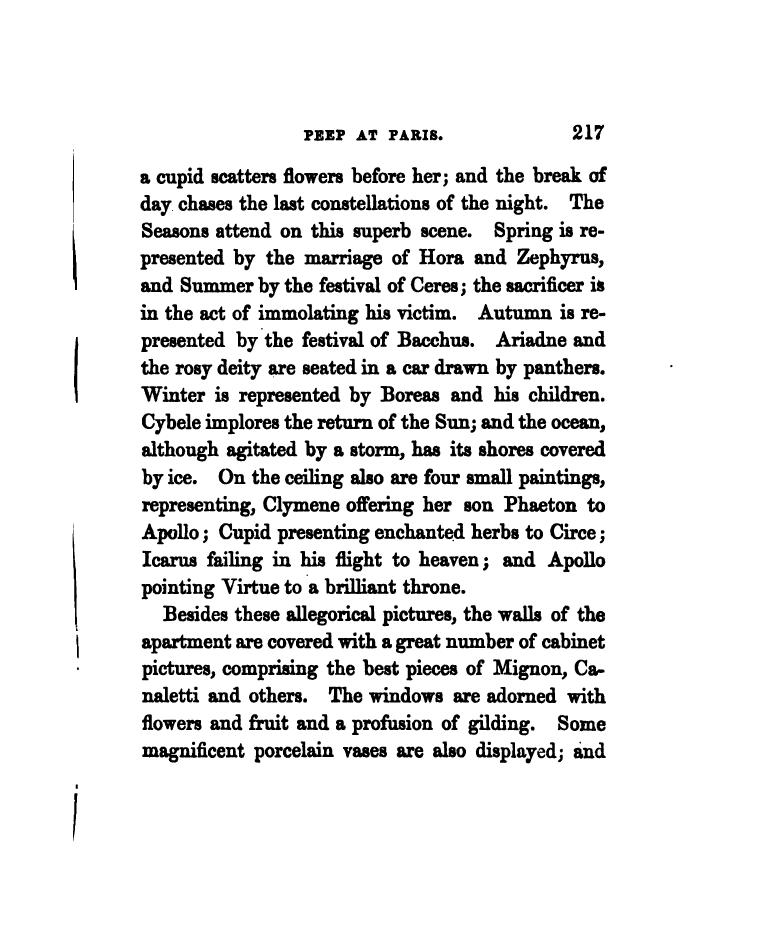 PEEP AT PARIS. 217
a cupid scatters flowers before her; and the break of
day chases the last constellations of the night. The
Seasons attend on this superb scene. Spring is re-
presented by the marriage of Hora and Zephyrus,
and Summer by the festival of Ceres; the sacrificer is
in the act of immolating his victim. Autumn is re-
presented by the festival of Bacchus. Ariadne and
the rosy deity are seated in a car drawn by panthers.
Winter is represented by Boreas and his children.
Cybele implores the return of the Sun; and the ocean,
although agitated by a storm, has its shores covered
by ice. On the ceiling also are four small paintings,
representing, Clymene offering her son Phaeton to
Apollo; Cupid presenting enchanted herbs to Circe;
Icarus failing in his flight to heaven; and Apollo
pointing Virtue to a brilliant throne.
Besides these allegorical pictures, the walls of the
apartment are covered with a great number of cabinet
pictures, comprising the best pieces of Mignon, Ca-
naletti and others. The windows are adorned with
flowers and fruit and a profusion of gilding. Some
magnificent porcelain vases are also displayed; and